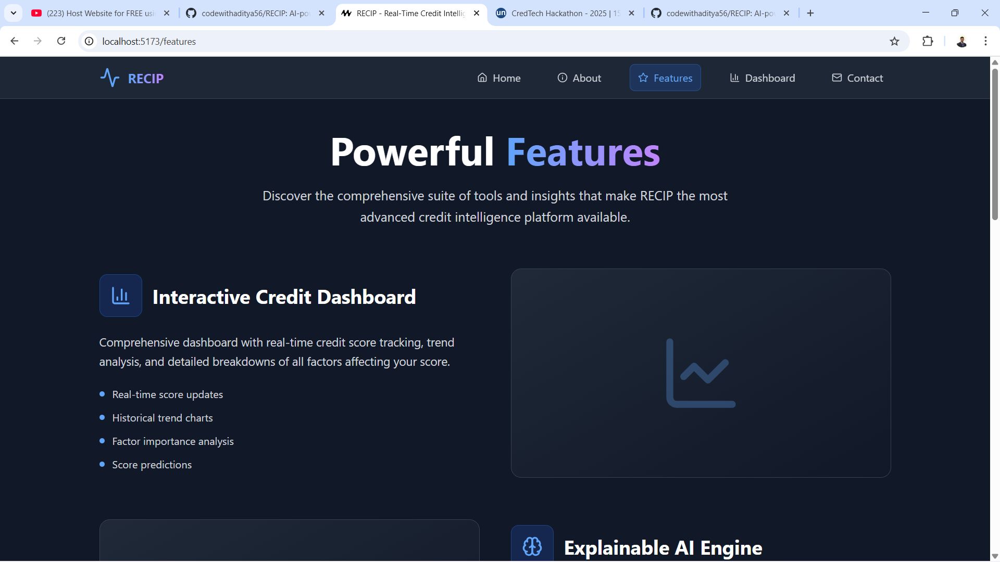 (223) Host Website for FREE usi
codewithaditya56/RECIP: AI-po
RECIP - Real-Time Credit Intellig
CredTech Hackathon - 2025 | 15
codewithaditya56/RECIP: AI-po
localhost:5173/features
RECIP
Home
About
Features
Dashboard
Contact
Powerful Features
Discover the comprehensive suite of tools and insights that make RECIP the most
advanced credit intelligence platform available.
Interactive Credit Dashboard
Comprehensive dashboard with real-time credit score tracking, trend
analysis, and detailed breakdowns of all factors affecting your score.
Real-time score updates
Historical trend charts
Factor importance analysis
Score predictions
Explainable AI Engine